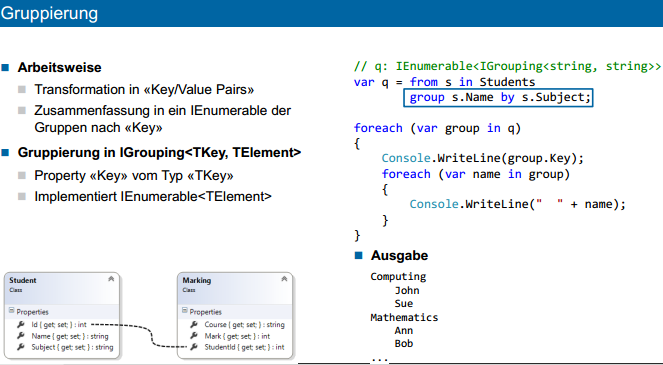 Gruppierung
Arbeitsweise
Transformation in «Key/Value Pairs»
Zusammenfassung in ein IEnumerable der
Gruppen nach «Key»
Gruppierung in IGrouping<TKey, TElement>
Property «Key» vom Typ «TKey»
Implementiert IEnumerable<TElement>
// q: IEnumerable<IGrouping<string, string>>
var q = from s in Students
group s.Name by s.Subject;
foreach (var group in q)
{
Console.WriteLine(group.Key);
foreach (var name in group)
{
Console.WriteLine("  " + name);
}
}
Ausgabe
Computing
John
Sue
Mathematics
Ann
Bob
...
Student
Class
Properties
Id { get; set; } : int
Name { get; set; } : string
Subject { get; set; } : string
Marking
Class
Properties
Course { get; set; } : string
Mark { get; set; } : int
StudentId { get; set; } : int